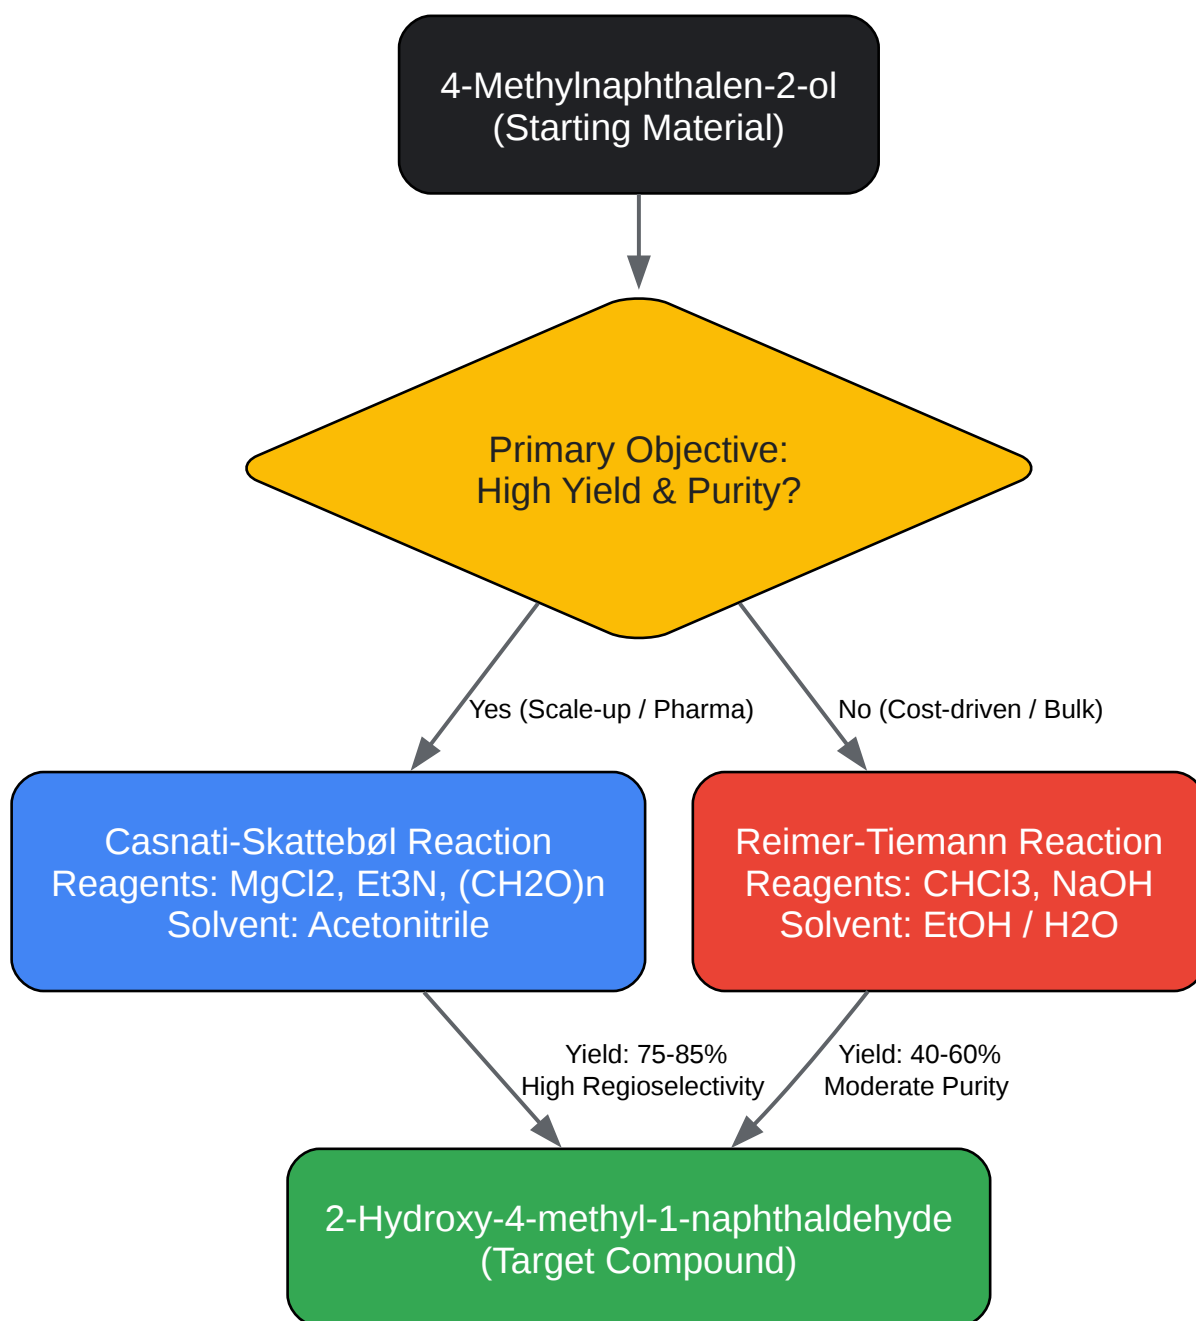 4-Methylnaphthalen-2-ol
(Starting Material)
Primary Objective:
High Yield & Purity?
Yes (Scale-up / Pharma)
No (Cost-driven / Bulk)
Casnati-Skattebøl Reaction
Reagents: MgCl2, Et3N, (CH2O)n
Solvent: Acetonitrile
Reimer-Tiemann Reaction
Reagents: CHCl3, NaOH
Solvent: EtOH / H2O
Yield: 75-85%
High Regioselectivity
Yield: 40-60%
Moderate Purity
2-Hydroxy-4-methyl-1-naphthaldehyde
(Target Compound)